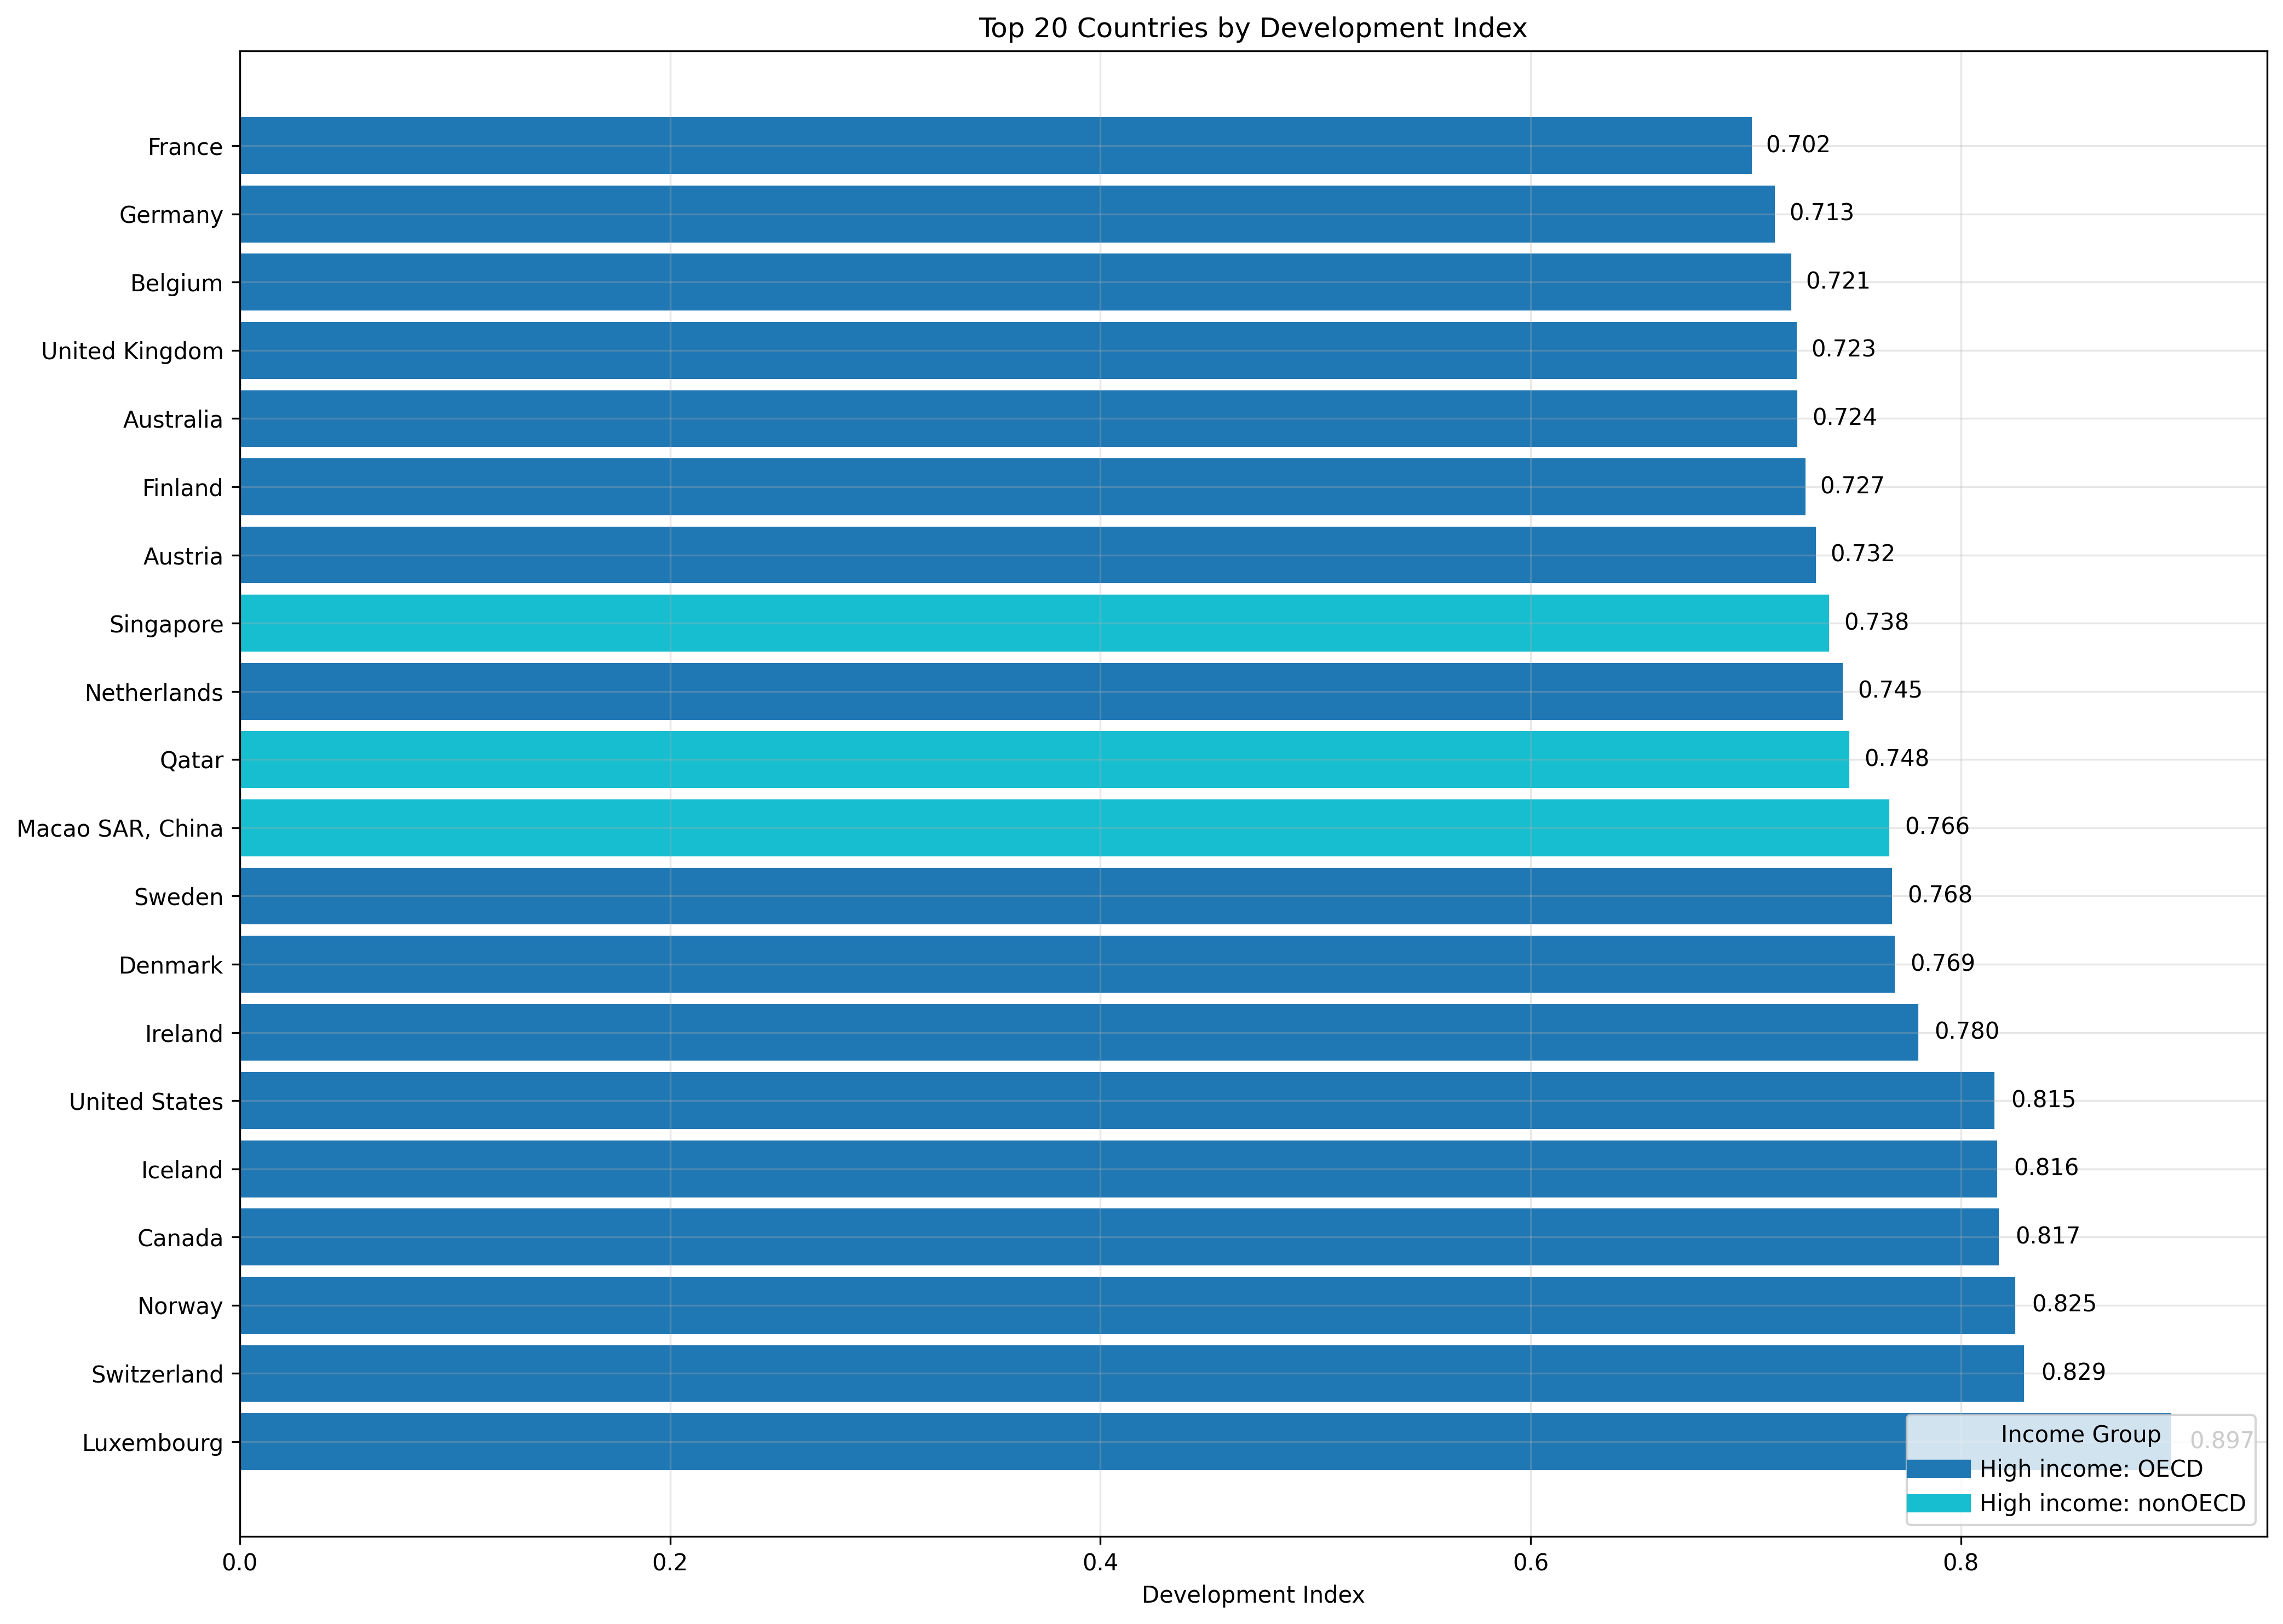 Top 20 Countries by Development Index
France 0.702
Germany 0.713
Belgium 0.721
United Kingdom 0.723
Australia 0.724
Finland 0.727
Austria 0.732
Singapore 0.738
Netherlands 0.745
Qatar 0.748
Macao SAR, China 0.766
Sweden 0.768
Denmark 0.769
Ireland 0.780
United States 0.815
Iceland 0.816
Canada 0.817
Norway 0.825
Switzerland 0.829
Luxembourg 0.897
Income Group
High income: OECD
High income: nonOECD
0.0 0.2 0.4 0.6 0.8
Development Index